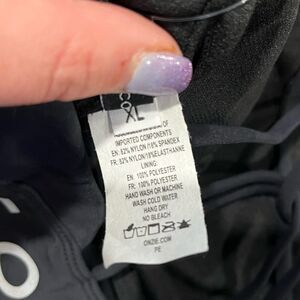 XL
OF
IMPORTED COMPONENTS
EN: 82% NYLON /18% SPANDEX
FR: 82% NYLON/18%ELASTHANNE
LINING:
EN: 100% POLYESTER
FR: 100% POLYESTER
HAND WASH OR MACHINE
WASH COLD WATER
HANG DRY
NO BLEACH
ONZIE.COM
PE